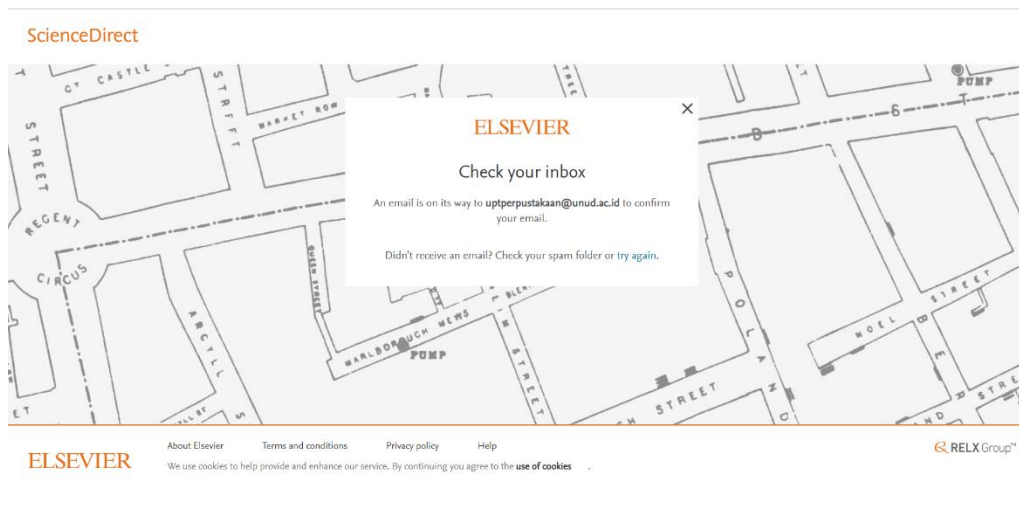 ScienceDirect
Cᵀ CASTLE
STREET
MARKET ROW
PUMP
STREET
D S T
REGENT
CIRCUS
ELSEVIER
Check your inbox
An email is on its way to uptperpustakaan@unud.ac.id to confirm
your email.
Didn't receive an email? Check your spam folder or try again.
QUEEN STREET
ARGYLL
MARLBOROUGH MEWS
PUMP
STREET
POLAND
NOEL STREET
STREET
ELSEVIER
About Elsevier Terms and conditions Privacy policy Help
We use cookies to help provide and enhance our service. By continuing you agree to the use of cookies .
RELX Group™